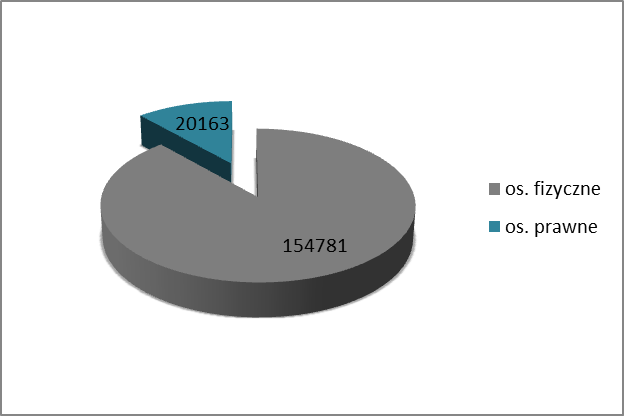 20163
154781
os. fizyczne
os. prawne